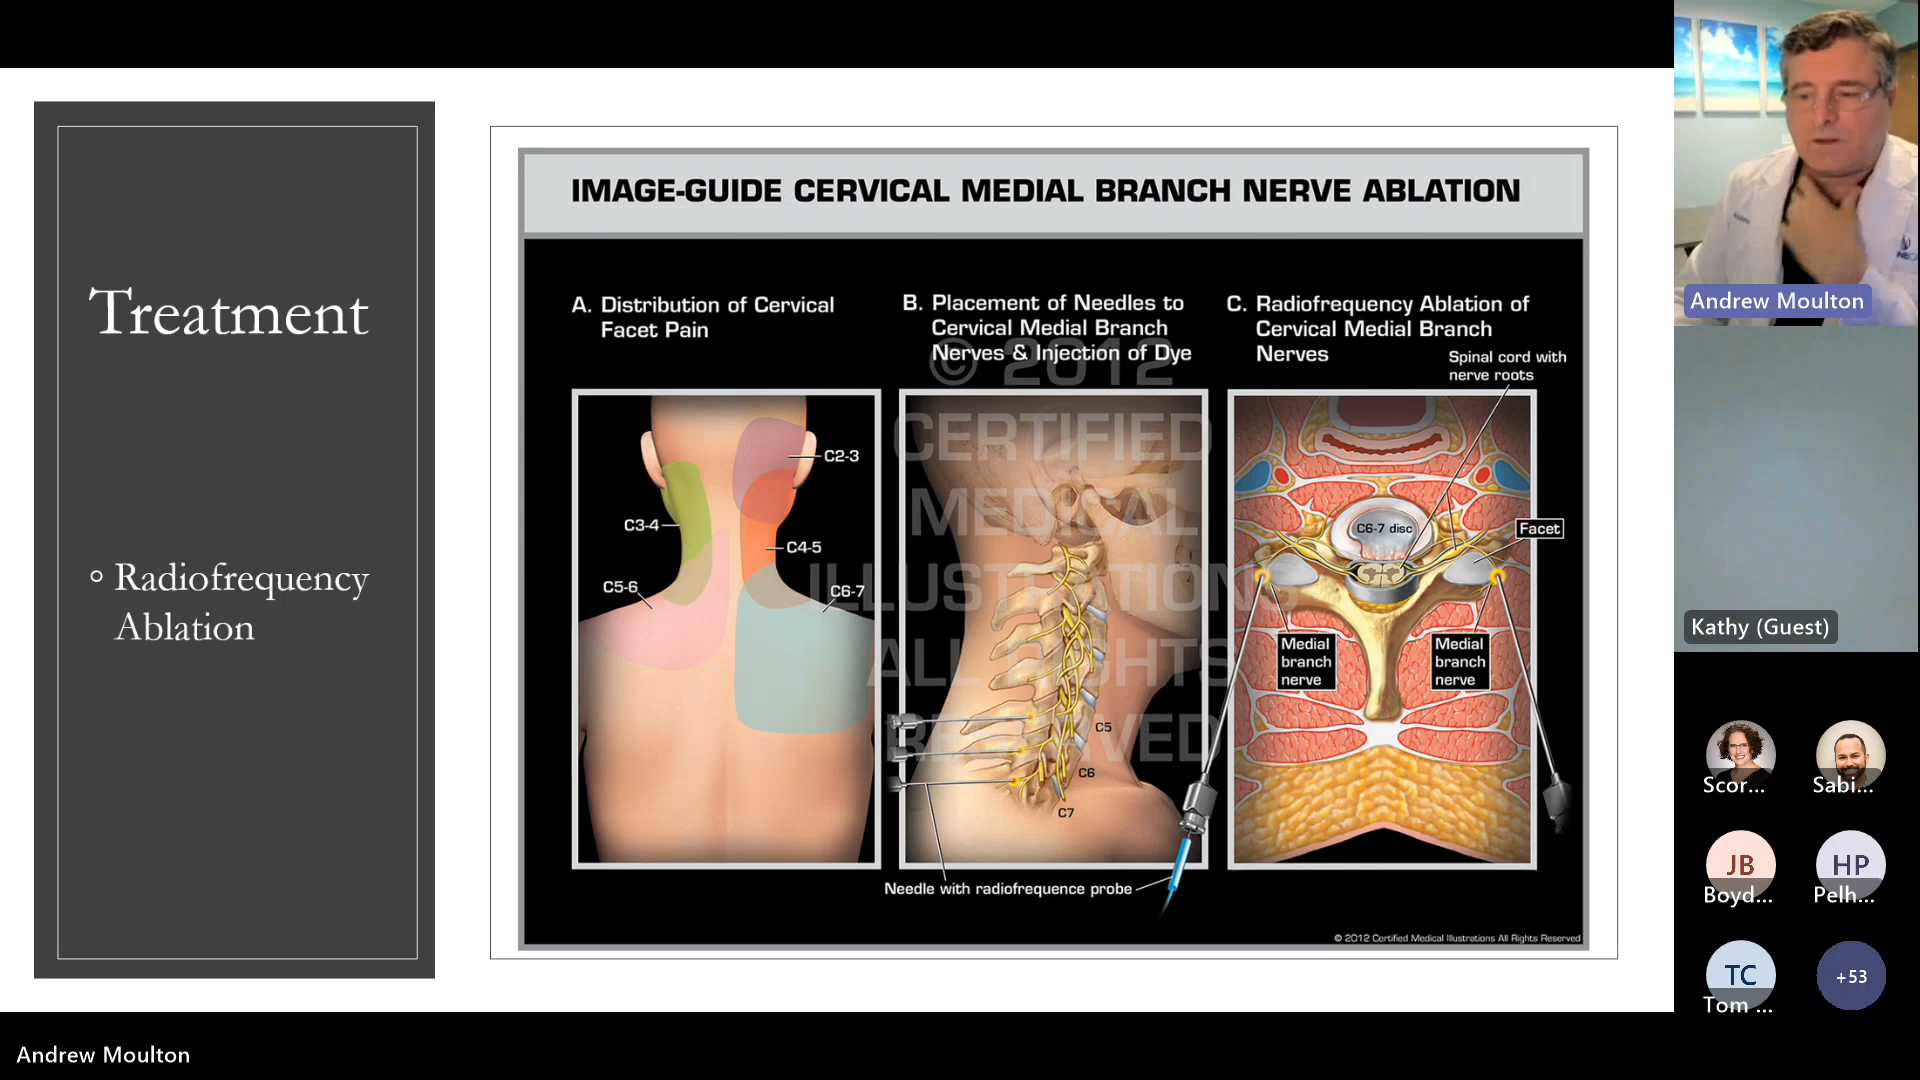 Treatment
Radiofrequency
Ablation
IMAGE-GUIDE CERVICAL MEDIAL BRANCH NERVE ABLATION
A. Distribution of Cervical
Facet Pain
B. Placement of Needles to
Cervical Medial Branch
Nerves & Injection of Dye
C. Radiofrequency Ablation of
Cervical Medial Branch
Nerves
Spinal cord with
nerve roots
C2-3
C3-4
C4-5
C5-6
C6-7
C5
C6
C7
C6-7 disc
Facet
Medial
branch
nerve
Medial
branch
nerve
Needle with radiofrequence probe
© 2012
CERTIFIED
MEDICAL
ILLUSTRATIONS
ALL RIGHTS
RESERVED
© 2012 Certified Medical Illustrations All Rights Reserved
Andrew Moulton
Kathy (Guest)
Scor...
Sabi...
JB
Boyd...
HP
Pelh...
TC
Tom ...
+53
Andrew Moulton